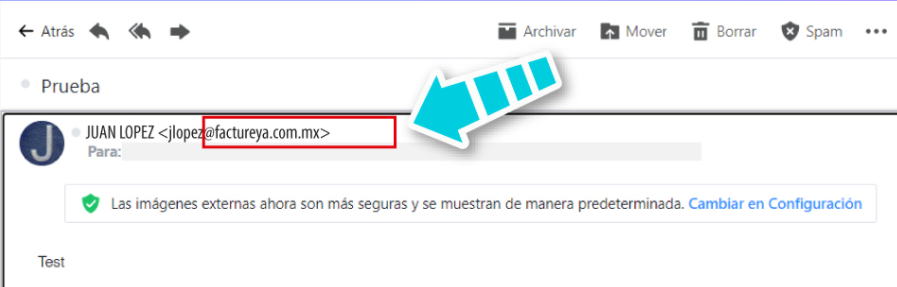 Atrás
Archivar Mover Borrar Spam
Prueba
J JUAN LOPEZ <jlopez@factureya.com.mx>
Para:
Las imágenes externas ahora son más seguras y se muestran de manera predeterminada. Cambiar en Configuración
Test